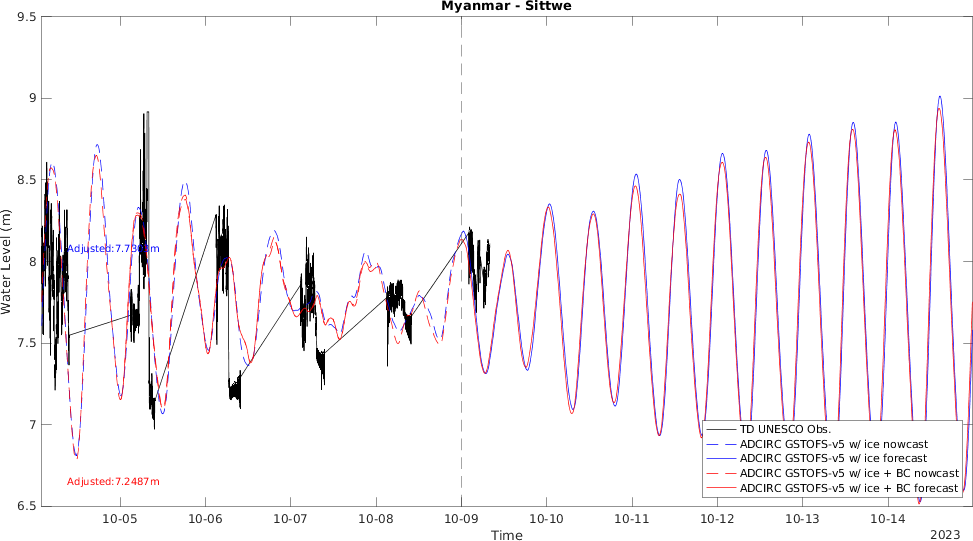 Myanmar - Sittwe
9.5
9
8.5
8
7.5
7
6.5
Water Level (m)
Adjusted:7.2487m
10-05
10-06
10-07
10-08
10-09
10-10
10-11
10-12
10-13
10-14
Time
2023
TD UNESCO Obs.
ADCIRC GSTOFS-v5 w/ ice nowcast
ADCIRC GSTOFS-v5 w/ ice forecast
ADCIRC GSTOFS-v5 w/ ice + BC nowcast
ADCIRC GSTOFS-v5 w/ ice + BC forecast